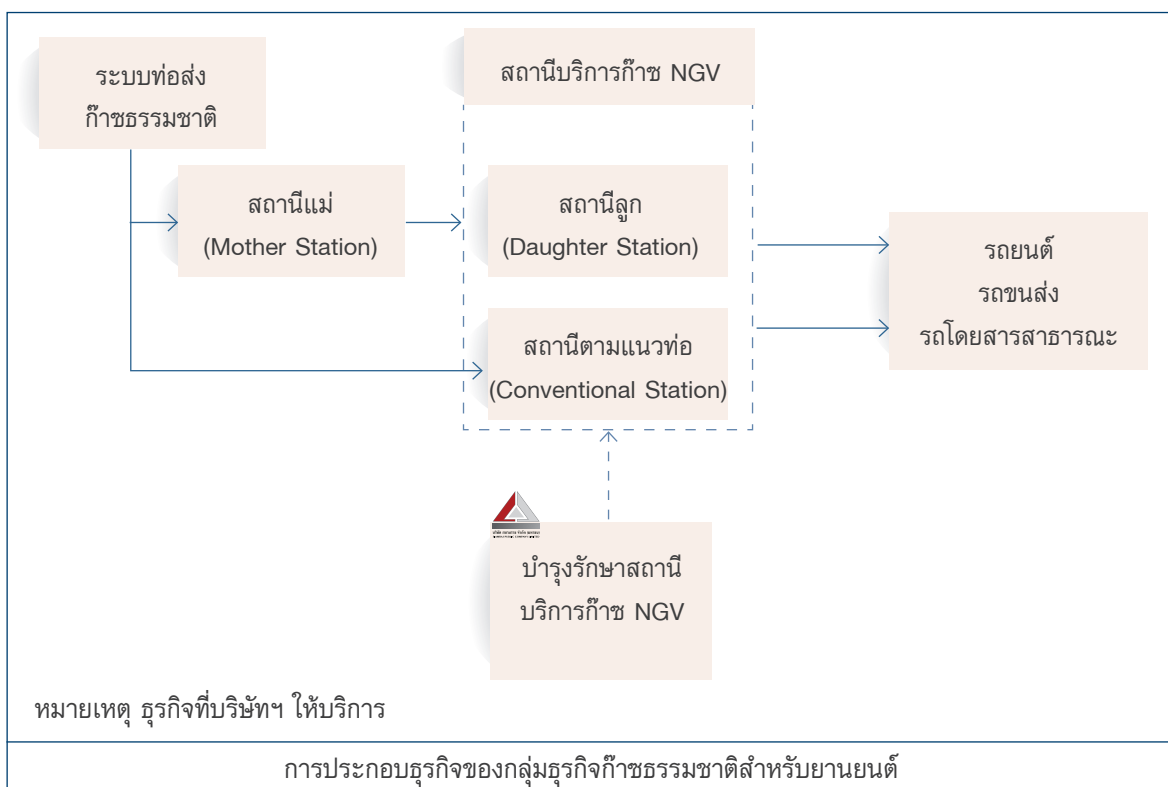 ระบบท่อส่ง
ก๊าซธรรมชาติ
สถานีบริการก๊าซ NGV
สถานีแม่
(Mother Station)
สถานีลูก
(Daughter Station)
สถานีตามแนวท่อ
(Conventional Station)
รถยนต์
รถขนส่ง
รถโดยสารสาธารณะ
บำรุงรักษาสถานี
บริการก๊าซ NGV
หมายเหตุ ธุรกิจที่บริษัทฯ ให้บริการ
การประกอบธุรกิจของกลุ่มธุรกิจก๊าซธรรมชาติสำหรับยานยนต์